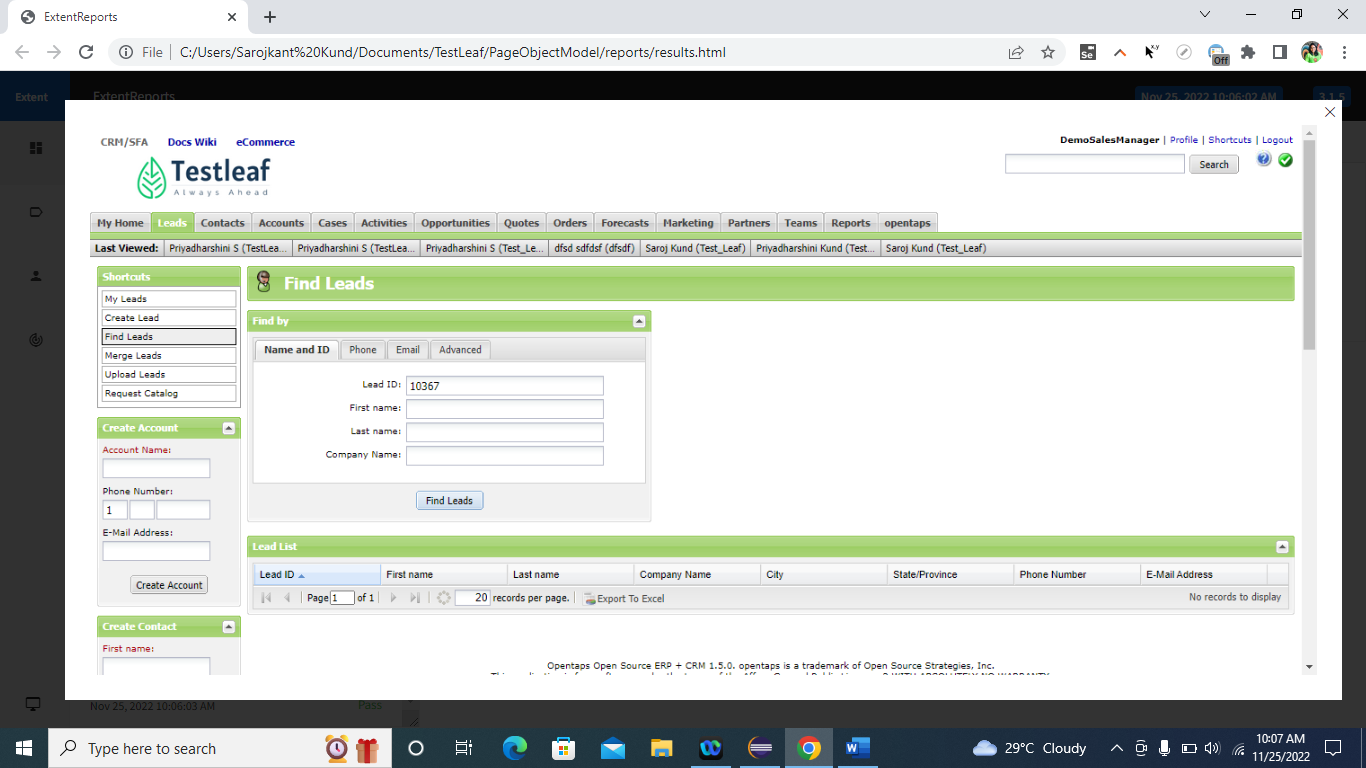 ExtentReports
File C:/Users/Sarojkant%20Kund/Documents/TestLeaf/PageObjectModel/reports/results.html
Off
Extent ExtentReports Nov 25, 2022 10:06:02 AM 3.1.5
CRM/SFA Docs Wiki eCommerce
DemoSalesManager | Profile | Shortcuts | Logout
Testleaf
Always Ahead
Search
My Home Leads Contacts Accounts Cases Activities Opportunities Quotes Orders Forecasts Marketing Partners Teams Reports opentaps
Last Viewed: Priyadharshini S (TestLea... Priyadharshini S (TestLea... Priyadharshini S (Test_Le... dfsd sdfdsf (dfsdf) Saroj Kund (Test_Leaf) Priyadharshini Kund (Test... Saroj Kund (Test_Leaf)
Shortcuts
My Leads
Create Lead
Find Leads
Merge Leads
Upload Leads
Request Catalog
Create Account
Account Name:
Phone Number:
1
E-Mail Address:
Create Account
Create Contact
First name:
Find Leads
Find by
Name and ID Phone Email Advanced
Lead ID: 10367
First name:
Last name:
Company Name:
Find Leads
Lead List
Lead ID First name Last name Company Name City State/Province Phone Number E-Mail Address
Page 1 of 1 20 records per page. Export To Excel No records to display
Opentaps Open Source ERP + CRM 1.5.0. opentaps is a trademark of Open Source Strategies, Inc.
Nov 25, 2022 10:06:03 AM Pass
Type here to search
29°C Cloudy
10:07 AM
11/25/2022